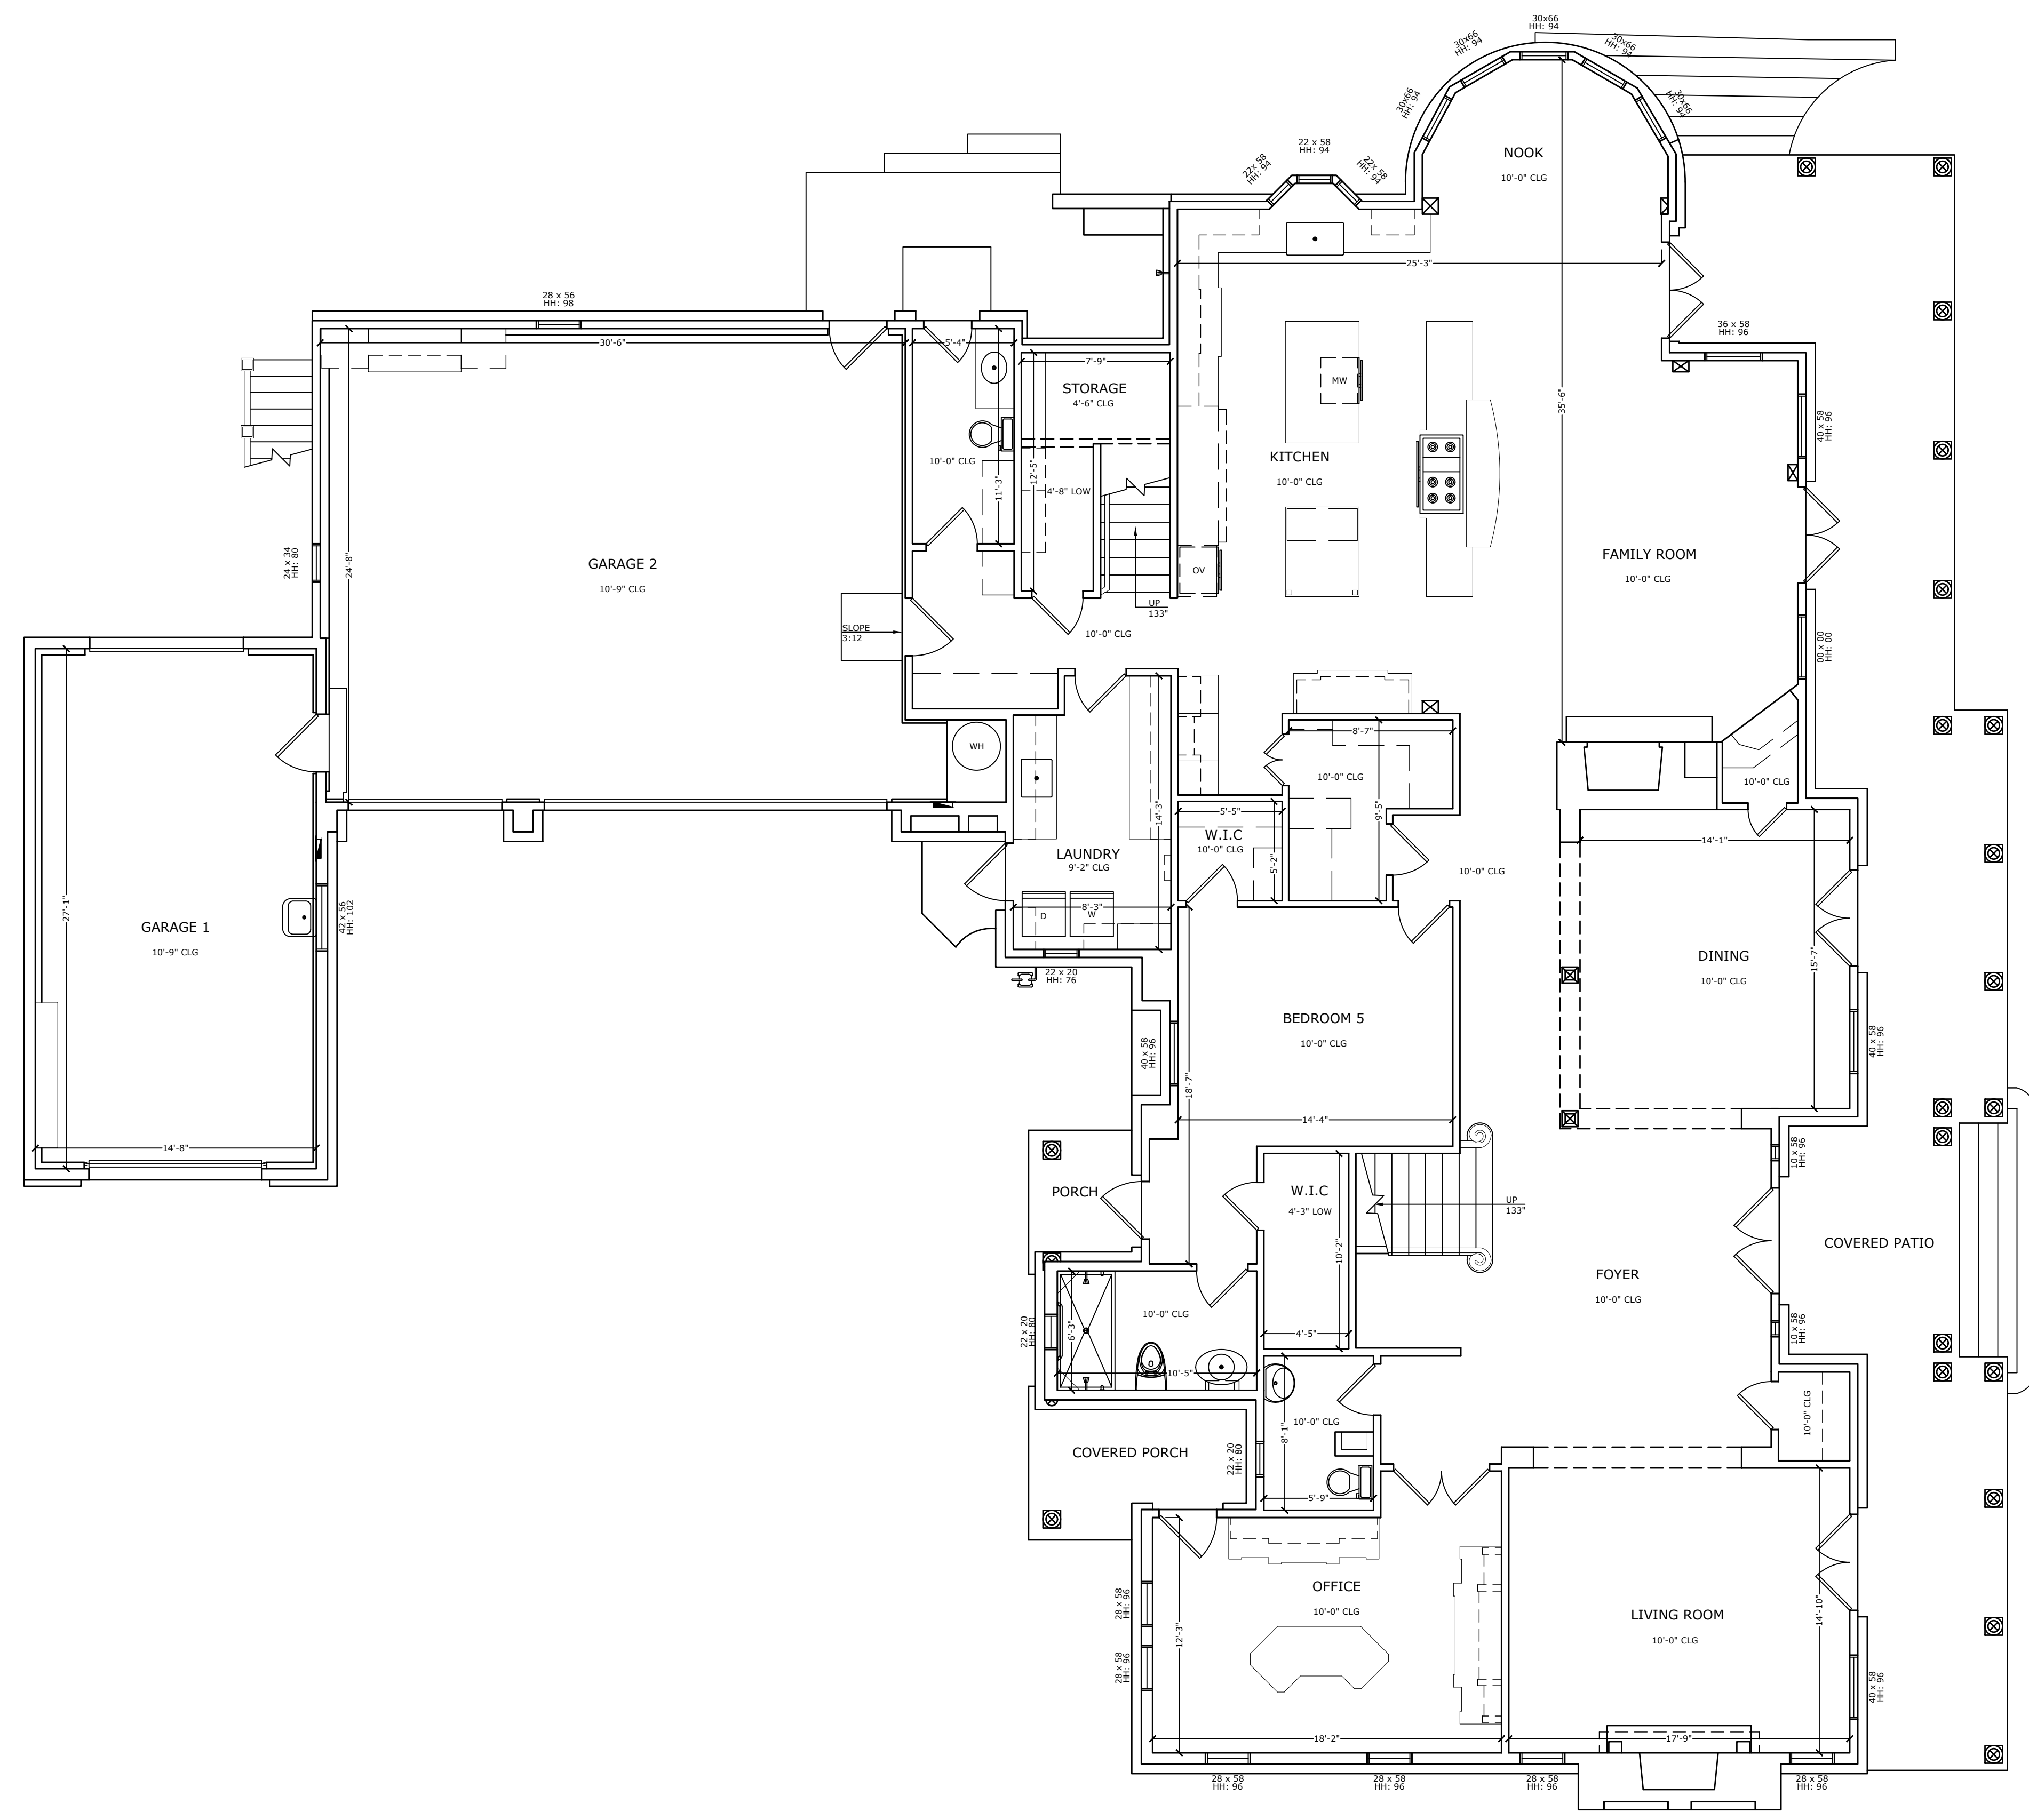 30x66
HH: 94
30x66
HH: 94
30x66
HH: 94
30x66
HH: 94
30x66
HH: 94
22 x 58
HH: 94
22x 58
HH: 94
22x 58
HH: 94
NOOK
10'-0" CLG
25'-3"
28 x 56
HH: 98
36 x 58
HH: 96
30'-6"
5'-4"
7'-9"
STORAGE
4'-6" CLG
MW
35'-6"
40 x 58
HH: 96
KITCHEN
10'-0" CLG
10'-0" CLG
12'-5"
11'-3"
4'-8" LOW
24 x 34
HH: 80
24'-8"
GARAGE 2
10'-9" CLG
OV
FAMILY ROOM
10'-0" CLG
UP
133"
SLOPE
3:12
10'-0" CLG
00 x 00
HH: 00
WH
8'-7"
10'-0" CLG
10'-0" CLG
14'-3"
9'-5"
5'-5"
W.I.C
10'-0" CLG
5'-2"
14'-1"
LAUNDRY
9'-2" CLG
10'-0" CLG
27'-1"
42 x 56
HH: 102
GARAGE 1
10'-9" CLG
8'-3"
D
W
22 x 20
HH: 76
DINING
10'-0" CLG
15'-7"
BEDROOM 5
10'-0" CLG
40 x 58
HH: 96
40 x 58
HH: 96
18'-7"
14'-4"
14'-8"
10 x 58
HH: 96
PORCH
W.I.C
4'-3" LOW
UP
133"
10'-2"
COVERED PATIO
FOYER
10'-0" CLG
10'-0" CLG
22 x 20
HH: 80
6'-3"
4'-5"
10 x 58
HH: 96
10'-5"
10'-0" CLG
10'-0" CLG
8'-1"
COVERED PORCH
22 x 20
HH: 80
5'-9"
OFFICE
10'-0" CLG
28 x 58
HH: 96
12'-3"
LIVING ROOM
10'-0" CLG
14'-10"
28 x 58
HH: 96
40 x 58
HH: 96
18'-2"
17'-9"
28 x 58
HH: 96
28 x 58
HH: 96
28 x 58
HH: 96
28 x 58
HH: 96